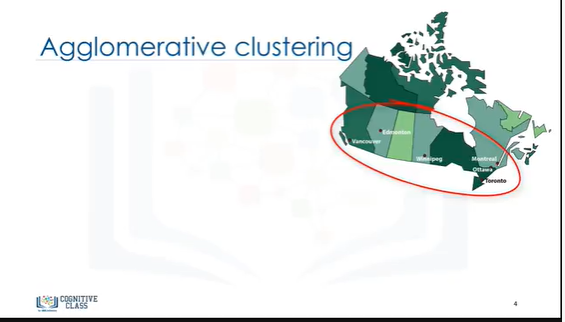 Agglomerative clustering
Edmonton
Vancouver
Winnipeg
Montreal
Ottawa
Toronto
COGNITIVE
CLASS
4